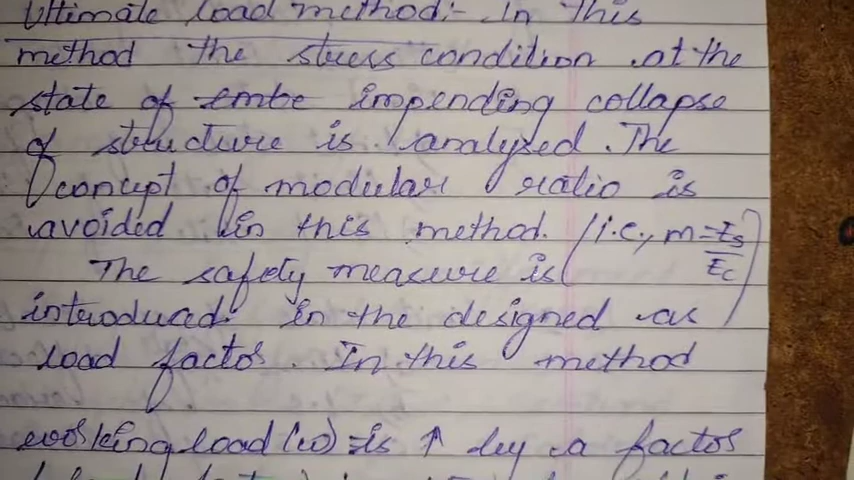 Ultimate load method:- In this
method the stress condition at the
state of embe impending collapse
of structure is analysed. The
concept of modular ratio is
avoided in this method. (i.e., m = Es/Ec)
The safety measure is
introduced in the designed as
load factor. In this method
working load (w) is ↑ by a factor